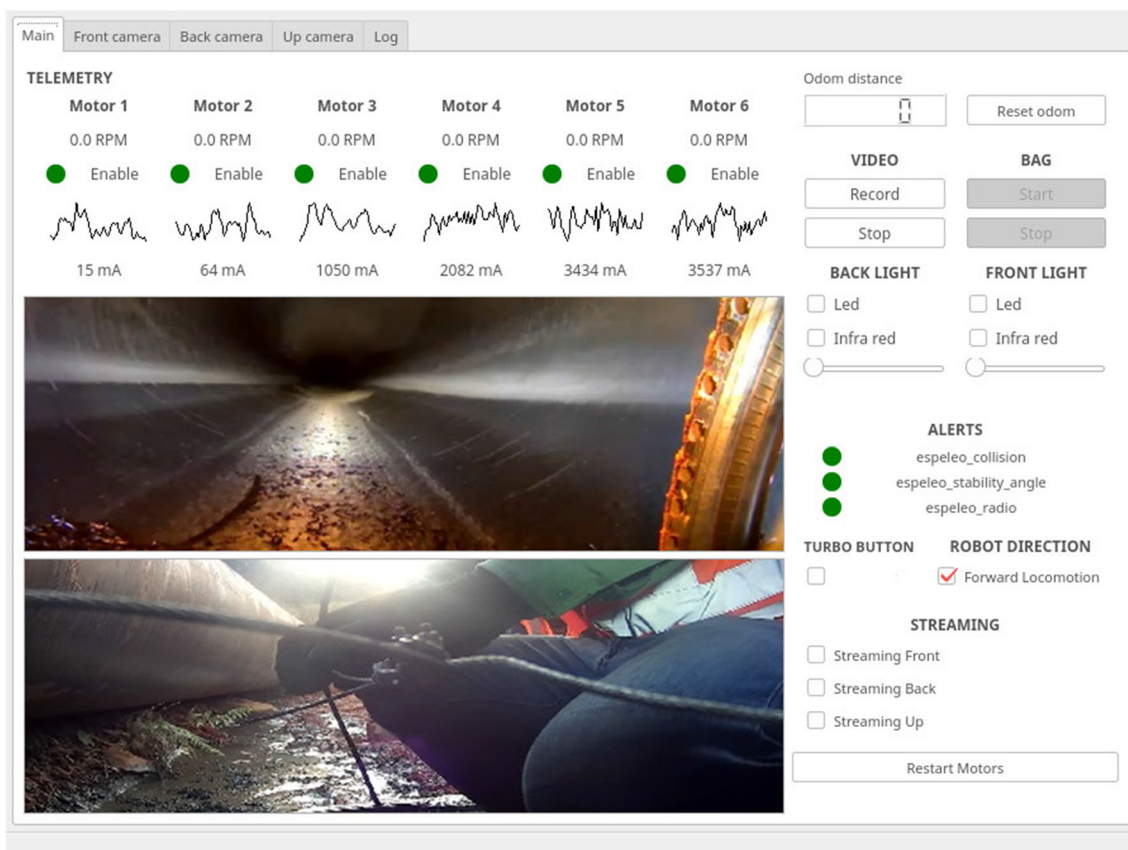 Main Front camera Back camera Up camera Log
TELEMETRY
Motor 1 Motor 2 Motor 3 Motor 4 Motor 5 Motor 6
0.0 RPM 0.0 RPM 0.0 RPM 0.0 RPM 0.0 RPM 0.0 RPM
Enable Enable Enable Enable Enable Enable
15 mA 64 mA 1050 mA 2082 mA 3434 mA 3537 mA
Odom distance
0 Reset odom
VIDEO BAG
Record Start
Stop Stop
BACK LIGHT FRONT LIGHT
Led Led
Infra red Infra red
ALERTS
espeleo_collision
espeleo_stability_angle
espeleo_radio
TURBO BUTTON ROBOT DIRECTION
Forward Locomotion
STREAMING
Streaming Front
Streaming Back
Streaming Up
Restart Motors